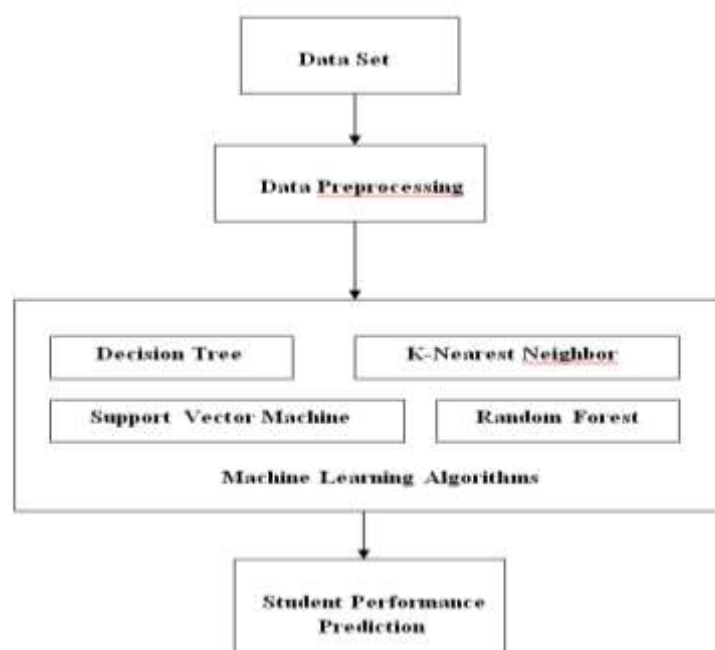 Data Set
Data Preprocessing
Decision Tree
K-Nearest Neighbor
Support Vector Machine
Random Forest
Machine Learning Algorithms
Student Performance
Prediction